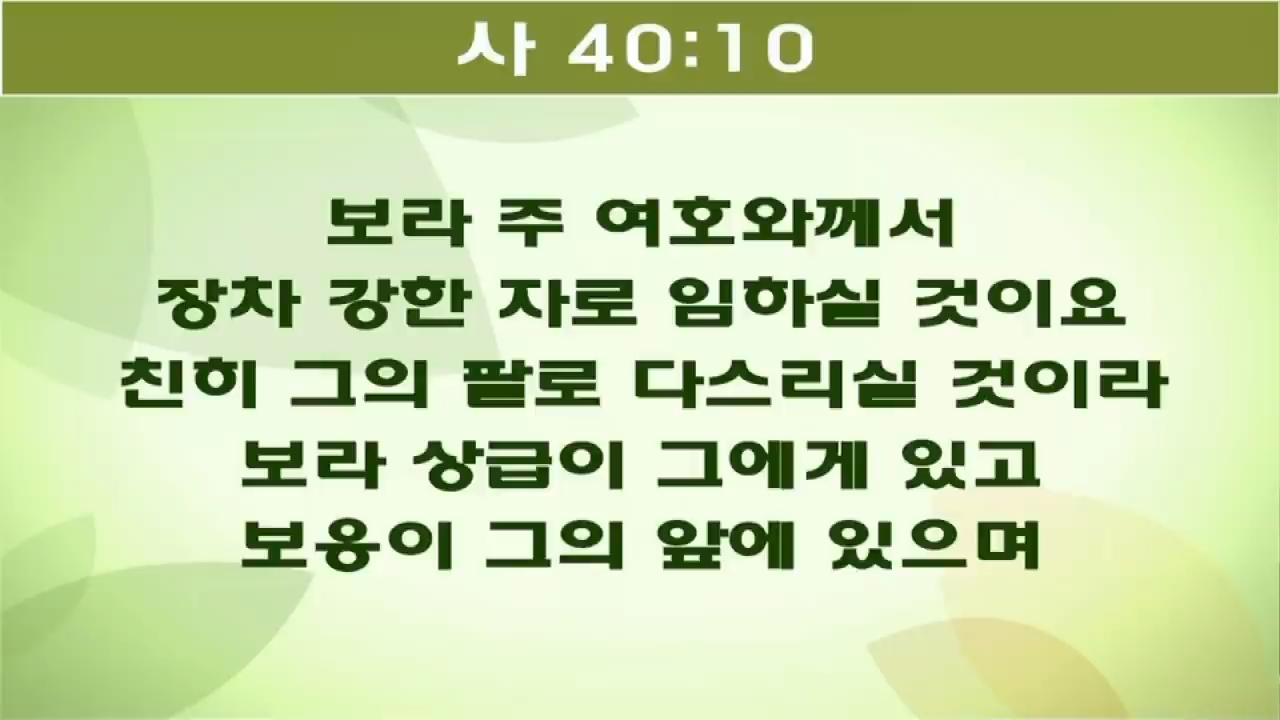 사 40:10
보라 주 여호와께서
장차 강한 자로 임하실 것이요
친히 그의 팔로 다스리실 것이라
보라 상급이 그에게 있고
보응이 그의 앞에 있으며